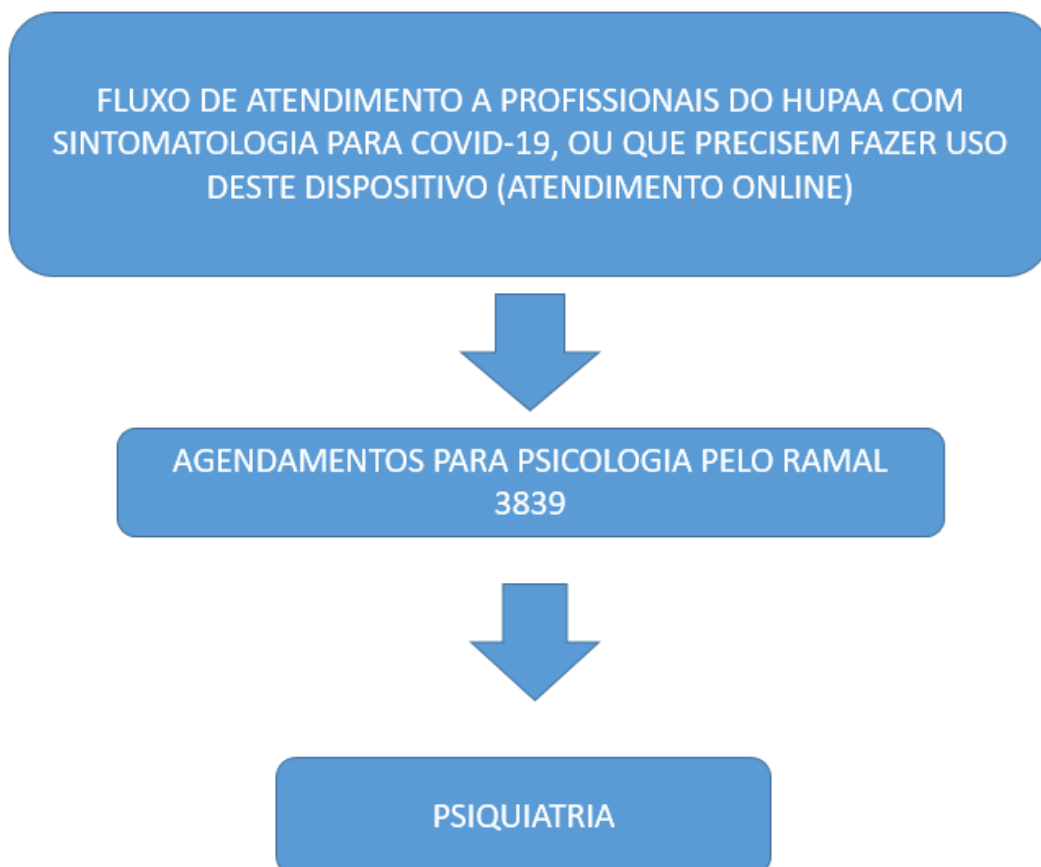 FLUXO DE ATENDIMENTO A PROFISSIONAIS DO HUPAA COM
SINTOMATOLOGIA PARA COVID-19, OU QUE PRECISEM FAZER USO
DESTE DISPOSITIVO (ATENDIMENTO ONLINE)
AGENDAMENTOS PARA PSICOLOGIA PELO RAMAL
3839
PSIQUIATRIA